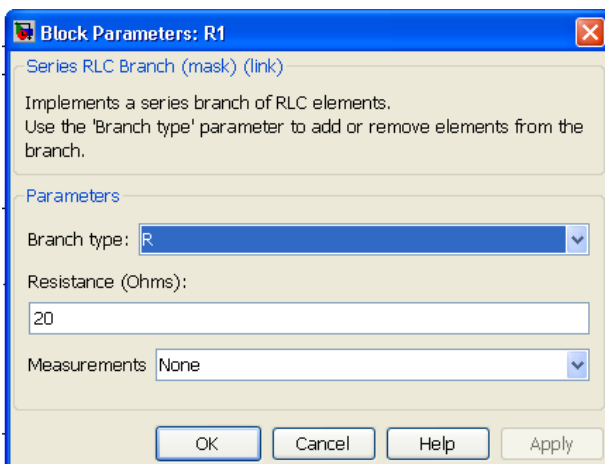 Block Parameters: R1
Series RLC Branch (mask) (link)
Implements a series branch of RLC elements.
Use the 'Branch type' parameter to add or remove elements from the
branch.
Parameters
Branch type: R
Resistance (Ohms):
20
Measurements None
OK Cancel Help Apply